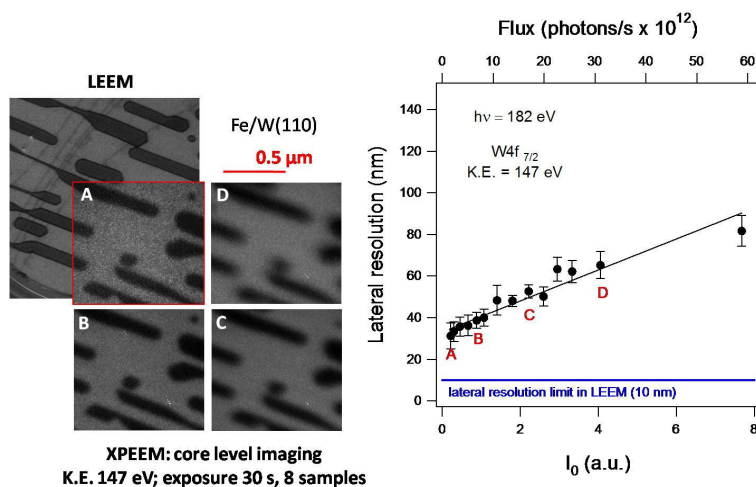 LEEM
Fe/W(110)
0.5 μm
A
D
B
C
XPEEM: core level imaging
K.E. 147 eV; exposure 30 s, 8 samples
Flux (photons/s x 10¹²)
0 10 20 30 40 50 60
Lateral resolution (nm)
140
120
100
80
60
40
20
0
hν = 182 eV
W4f 7/2
K.E. = 147 eV
A
B
C
D
lateral resolution limit in LEEM (10 nm)
0 2 4 6 8
I₀ (a.u.)